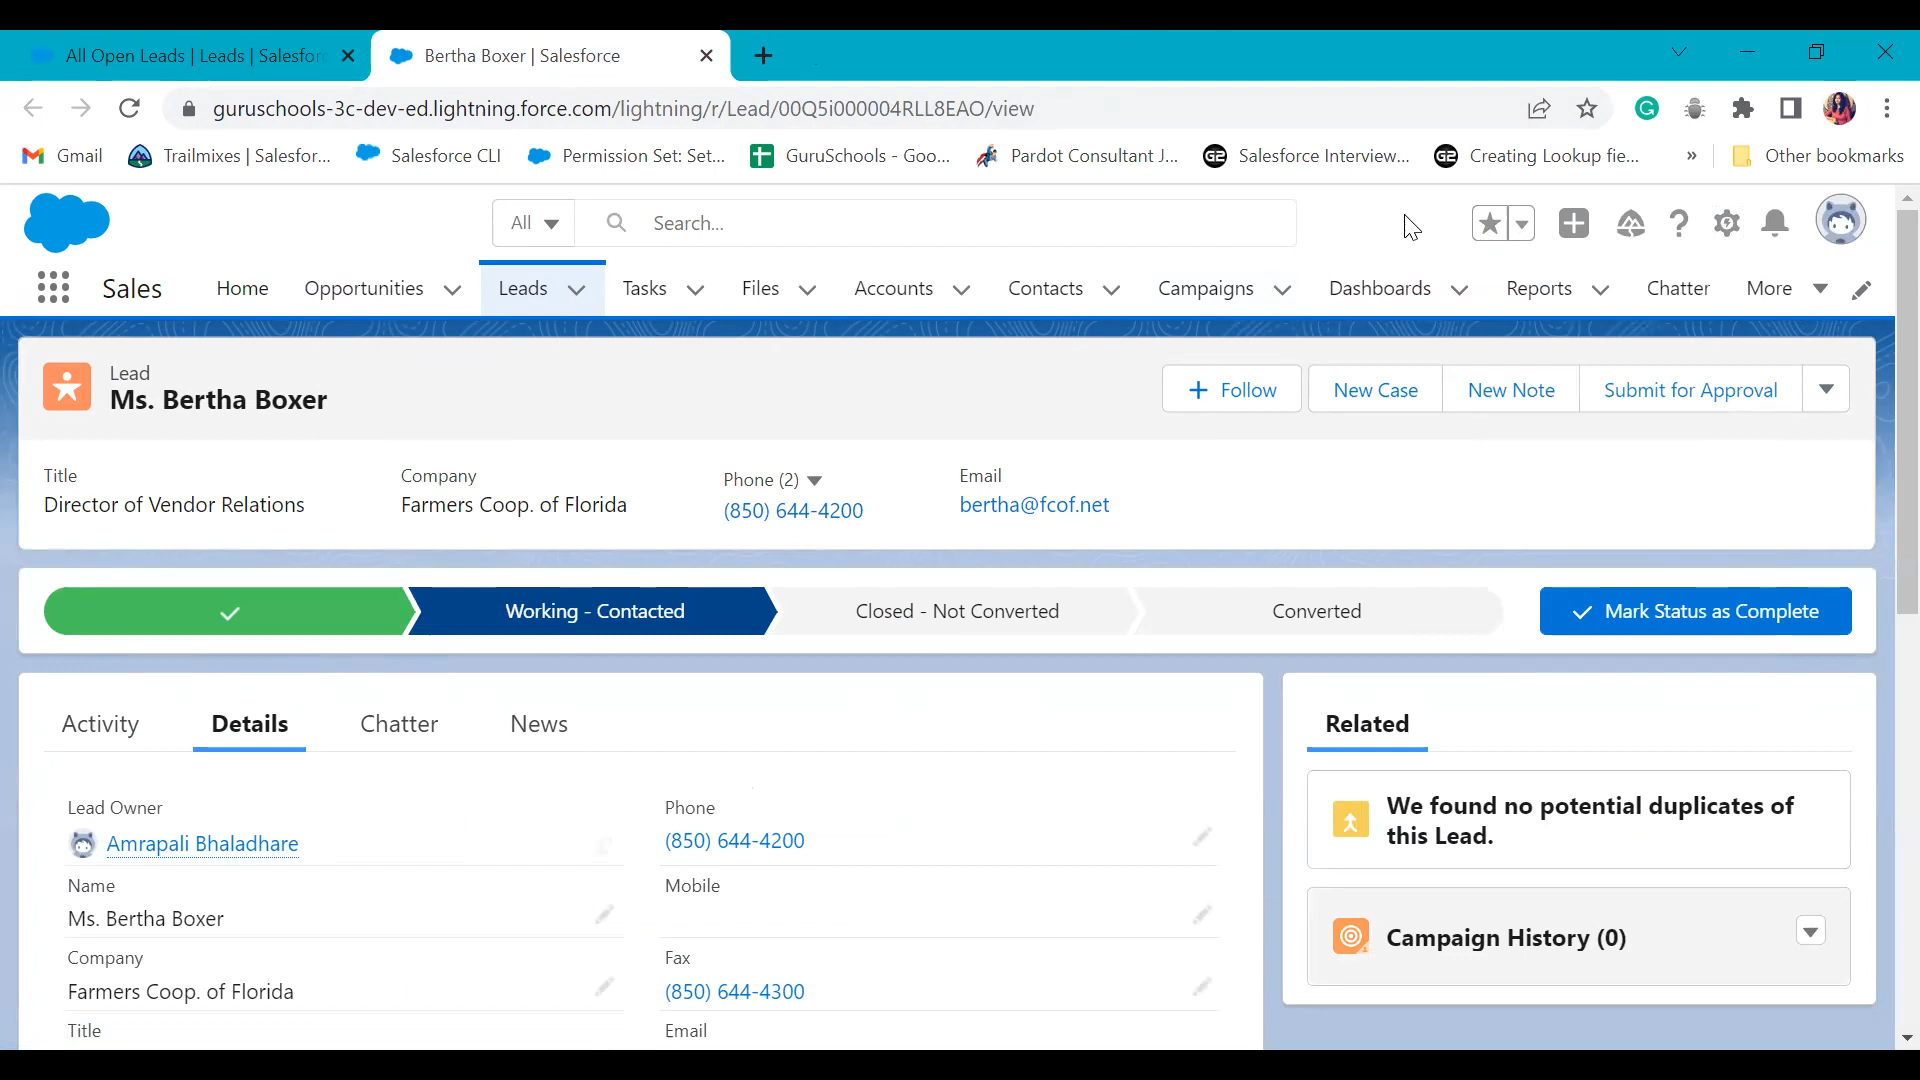 All Open Leads | Leads | Salesfor
Bertha Boxer | Salesforce
guruschools-3c-dev-ed.lightning.force.com/lightning/r/Lead/00Q5i000004RLL8EAO/view
Gmail
Trailmixes | Salesfor...
Salesforce CLI
Permission Set: Set...
GuruSchools - Goo...
Pardot Consultant J...
Salesforce Interview...
Creating Lookup fie...
»
Other bookmarks
All
Search...
Sales
Home
Opportunities
Leads
Tasks
Files
Accounts
Contacts
Campaigns
Dashboards
Reports
Chatter
More
Lead
Ms. Bertha Boxer
Follow
New Case
New Note
Submit for Approval
Title
Director of Vendor Relations
Company
Farmers Coop. of Florida
Phone (2)
(850) 644-4200
Email
bertha@fcof.net
Working - Contacted
Closed - Not Converted
Converted
Mark Status as Complete
Activity
Details
Chatter
News
Lead Owner
Amrapali Bhaladhare
Phone
(850) 644-4200
Name
Ms. Bertha Boxer
Mobile
Company
Farmers Coop. of Florida
Fax
(850) 644-4300
Title
Email
Related
We found no potential duplicates of
this Lead.
Campaign History (0)